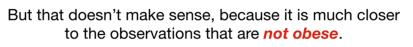 But that doesn't make sense, because it is much closer
to the observations that are not obese.